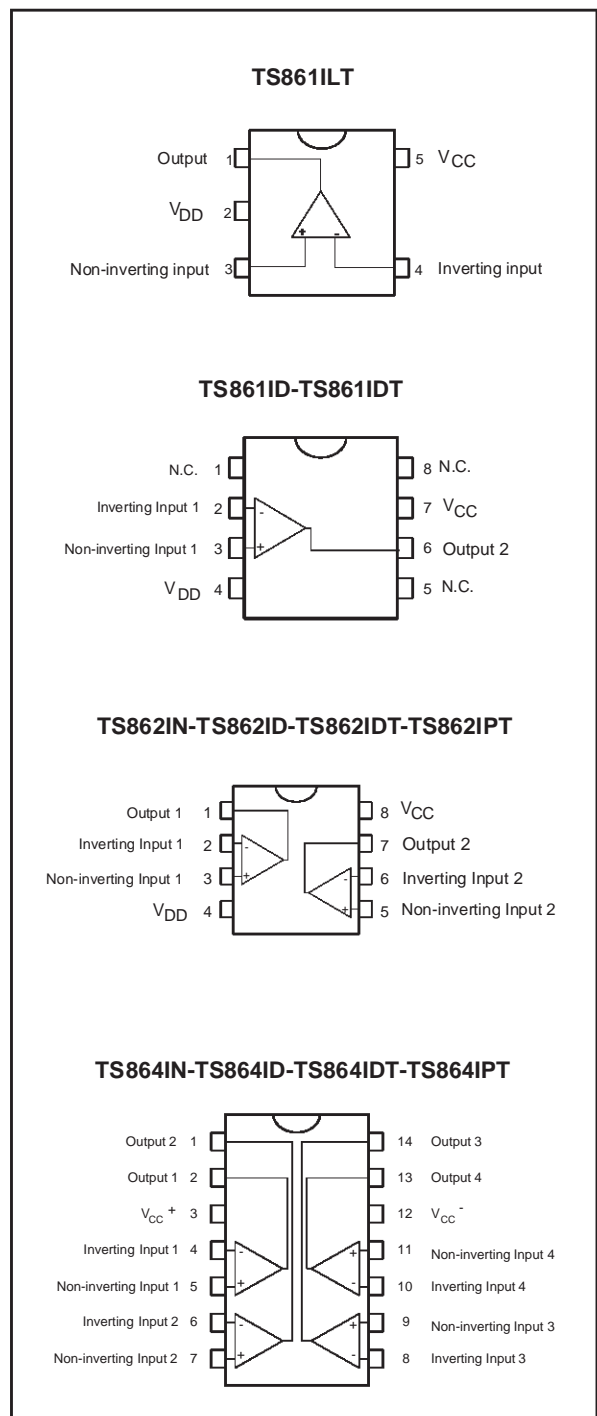 TS861ILT
Output 1 5 VCC
VDD 2
+ -
Non-inverting input 3 4 Inverting input
TS861ID-TS861IDT
N.C. 1 8 N.C.
Inverting Input 1 2 - 7 VCC
Non-inverting Input 1 3 + 6 Output 2
VDD 4 5 N.C.
TS862IN-TS862ID-TS862IDT-TS862IPT
Output 1 1 8 VCC
Inverting Input 1 2 - 7 Output 2
Non-inverting Input 1 3 + - 6 Inverting Input 2
VDD 4 + 5 Non-inverting Input 2
TS864IN-TS864ID-TS864IDT-TS864IPT
Output 2 1 14 Output 3
Output 1 2 13 Output 4
VCC + 3 12 VCC -
Inverting Input 1 4 - + 11 Non-inverting Input 4
Non-inverting Input 1 5 + - 10 Inverting Input 4
Inverting Input 2 6 - + 9 Non-inverting Input 3
Non-inverting Input 2 7 + - 8 Inverting Input 3